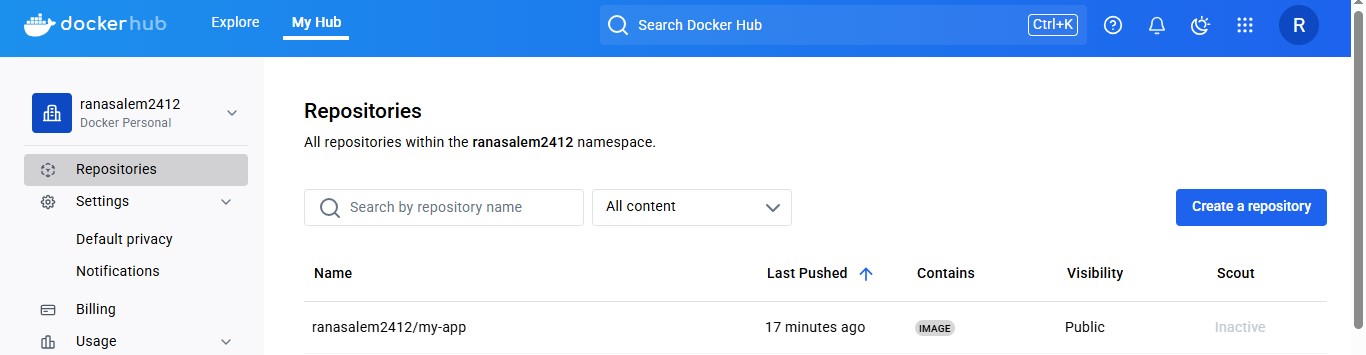 dockerhub
Explore
My Hub
Search Docker Hub
Ctrl+K
R
ranasalem2412
Docker Personal
Repositories
Settings
Default privacy
Notifications
Billing
Usage
Repositories
All repositories within the ranasalem2412 namespace.
Search by repository name
All content
Create a repository
Name Last Pushed Contains Visibility Scout
ranasalem2412/my-app 17 minutes ago IMAGE Public Inactive